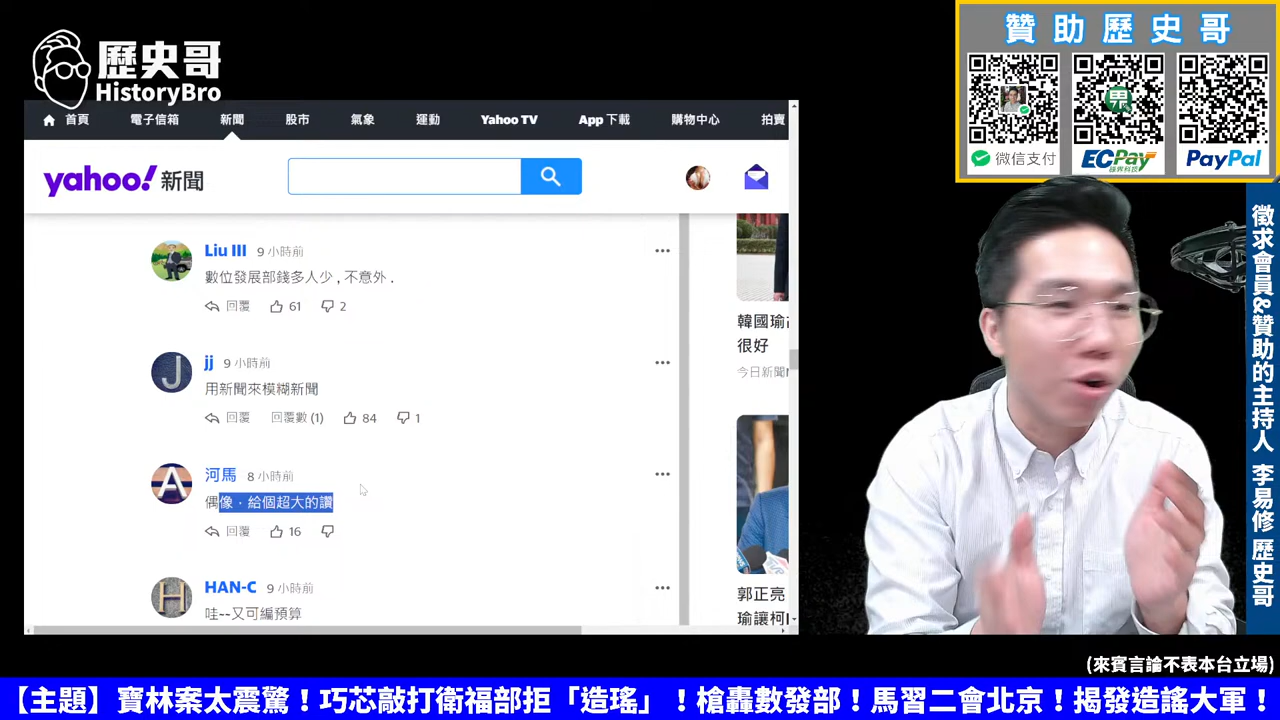 歷史哥
HistoryBro
贊助歷史哥
微信支付
ECPay
綠界科技
PayPal
首頁 電子信箱 新聞 股市 氣象 運動 Yahoo TV App 下載 購物中心 拍賣
yahoo!新聞
Liu III 9 小時前
數位發展部錢多人少 , 不意外 .
回覆 61 2
jj 9 小時前
用新聞來模糊新聞
回覆 回覆數 (1) 84 1
河馬 8 小時前
偶像，給個超大的讚
回覆 16
HAN-C 9 小時前
哇~~又可編預算
韓國瑜
很好
今日新聞
郭正亮
瑜讓柯
徵求會員&贊助的主持人 李易修 歷史哥
(來賓言論不表本台立場)
【主題】寶林案太震驚！巧芯敲打衛福部拒「造瑤」！槍轟數發部！馬習二會北京！揭發造謠大軍！